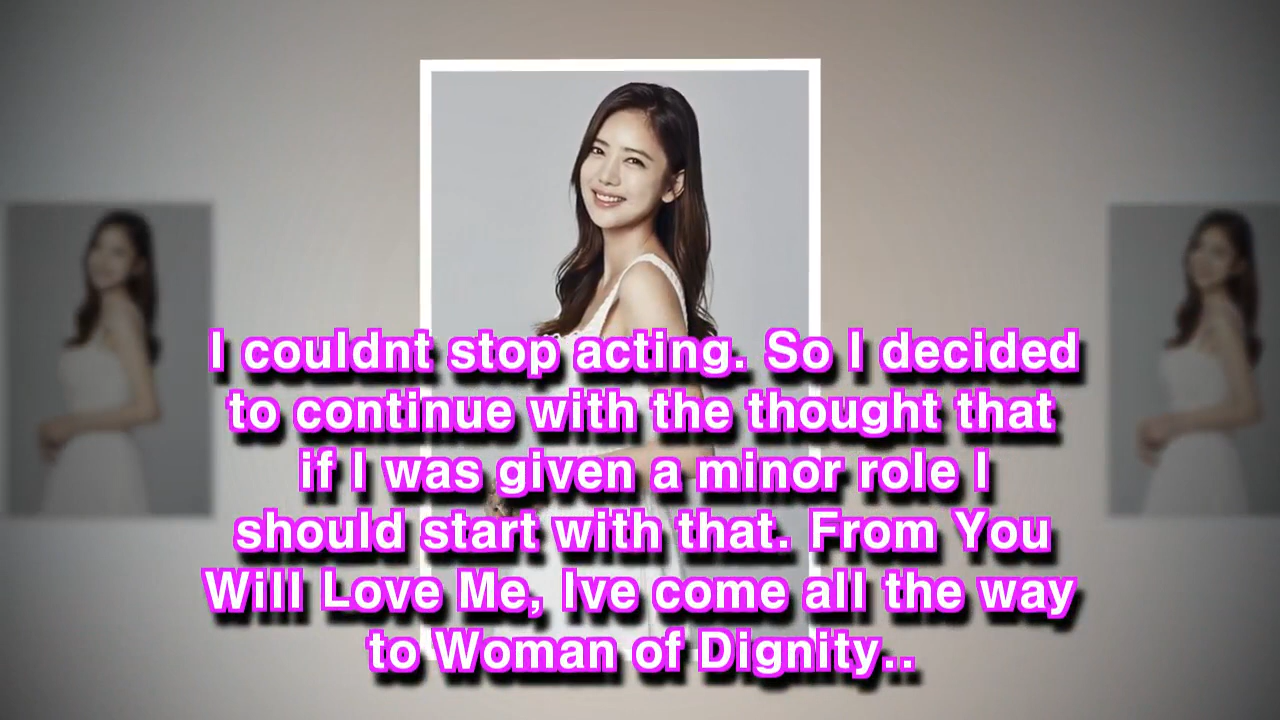 I couldnt stop acting. So I decided
to continue with the thought that
if I was given a minor role I
should start with that. From You
Will Love Me, Ive come all the way
to Woman of Dignity..